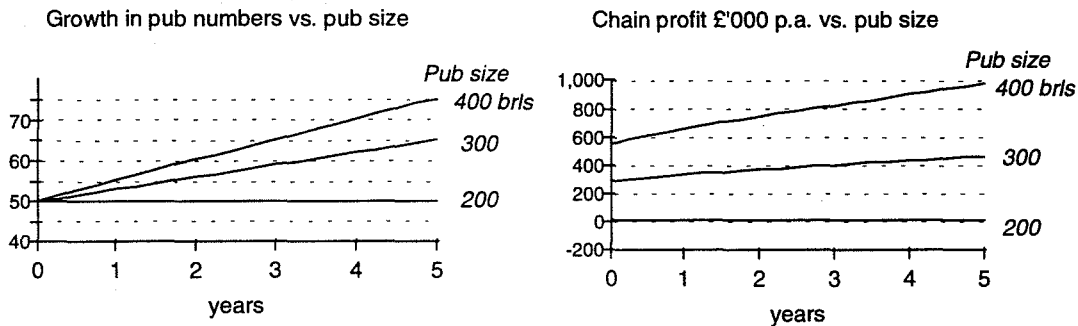 Growth in pub numbers vs. pub size
Pub size
400 brls
70
300
60
50
200
40
0 1 2 3 4 5
years
Chain profit £'000 p.a. vs. pub size
Pub size
1,000
400 brls
800
600
300
400
200
0
200
-200
0 1 2 3 4 5
years